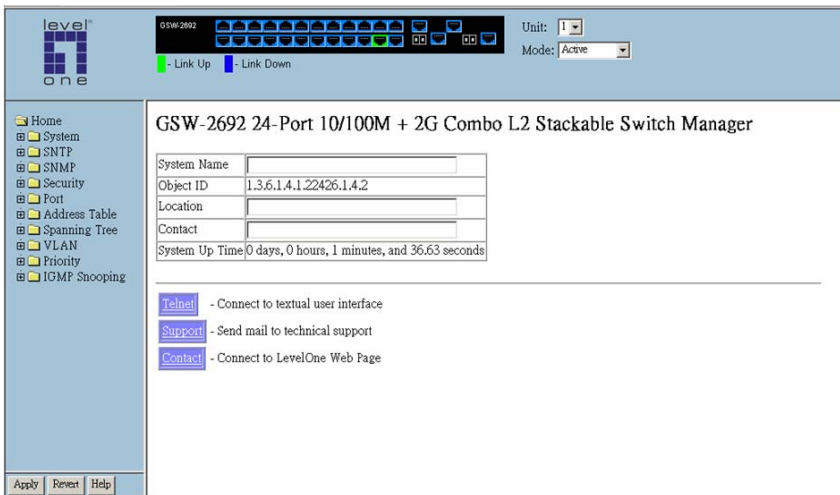 level
one
GSW-2692
- Link Up - Link Down
Unit: 1
Mode: Active
Home
System
SNTP
SNMP
Security
Port
Address Table
Spanning Tree
VLAN
Priority
IGMP Snooping
Apply Revert Help
GSW-2692 24-Port 10/100M + 2G Combo L2 Stackable Switch Manager
System Name
Object ID 1.3.6.1.4.1.22426.1.4.2
Location
Contact
System Up Time 0 days, 0 hours, 1 minutes, and 36.63 seconds
Telnet - Connect to textual user interface
Support - Send mail to technical support
Contact - Connect to LevelOne Web Page